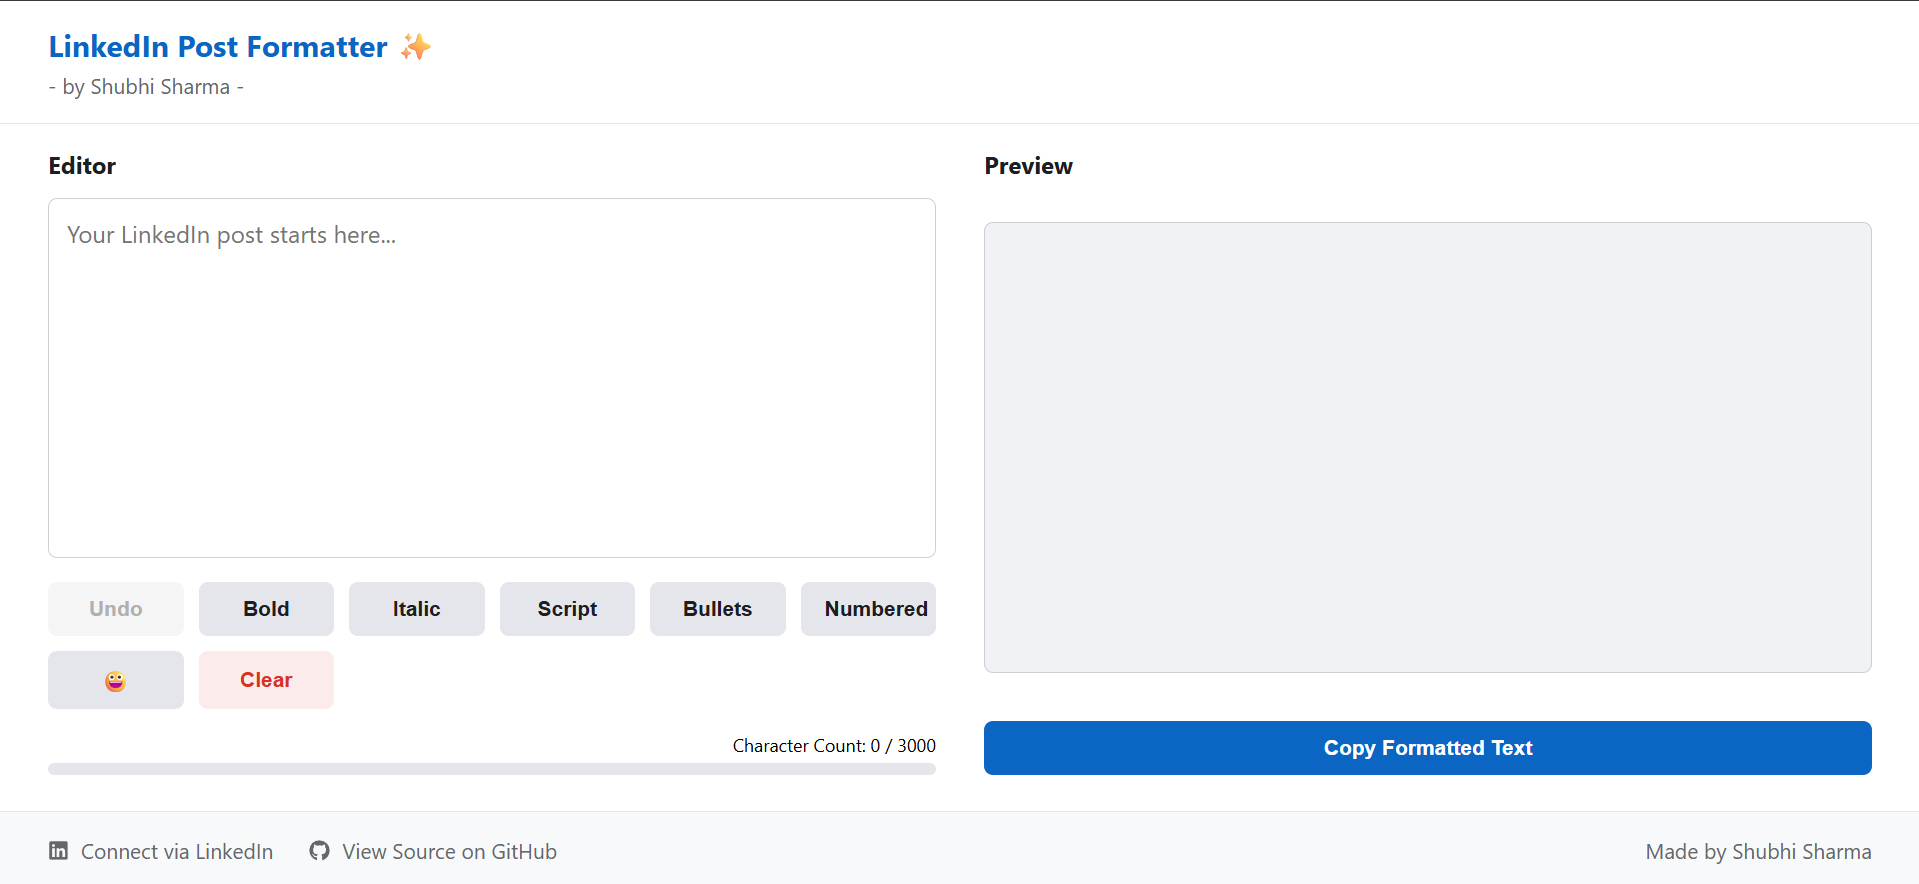 LinkedIn Post Formatter ✨
- by Shubhi Sharma -
Editor
Your LinkedIn post starts here...
Undo
Bold
Italic
Script
Bullets
Numbered
😀
Clear
Character Count: 0 / 3000
Preview
Copy Formatted Text
Connect via LinkedIn
View Source on GitHub
Made by Shubhi Sharma